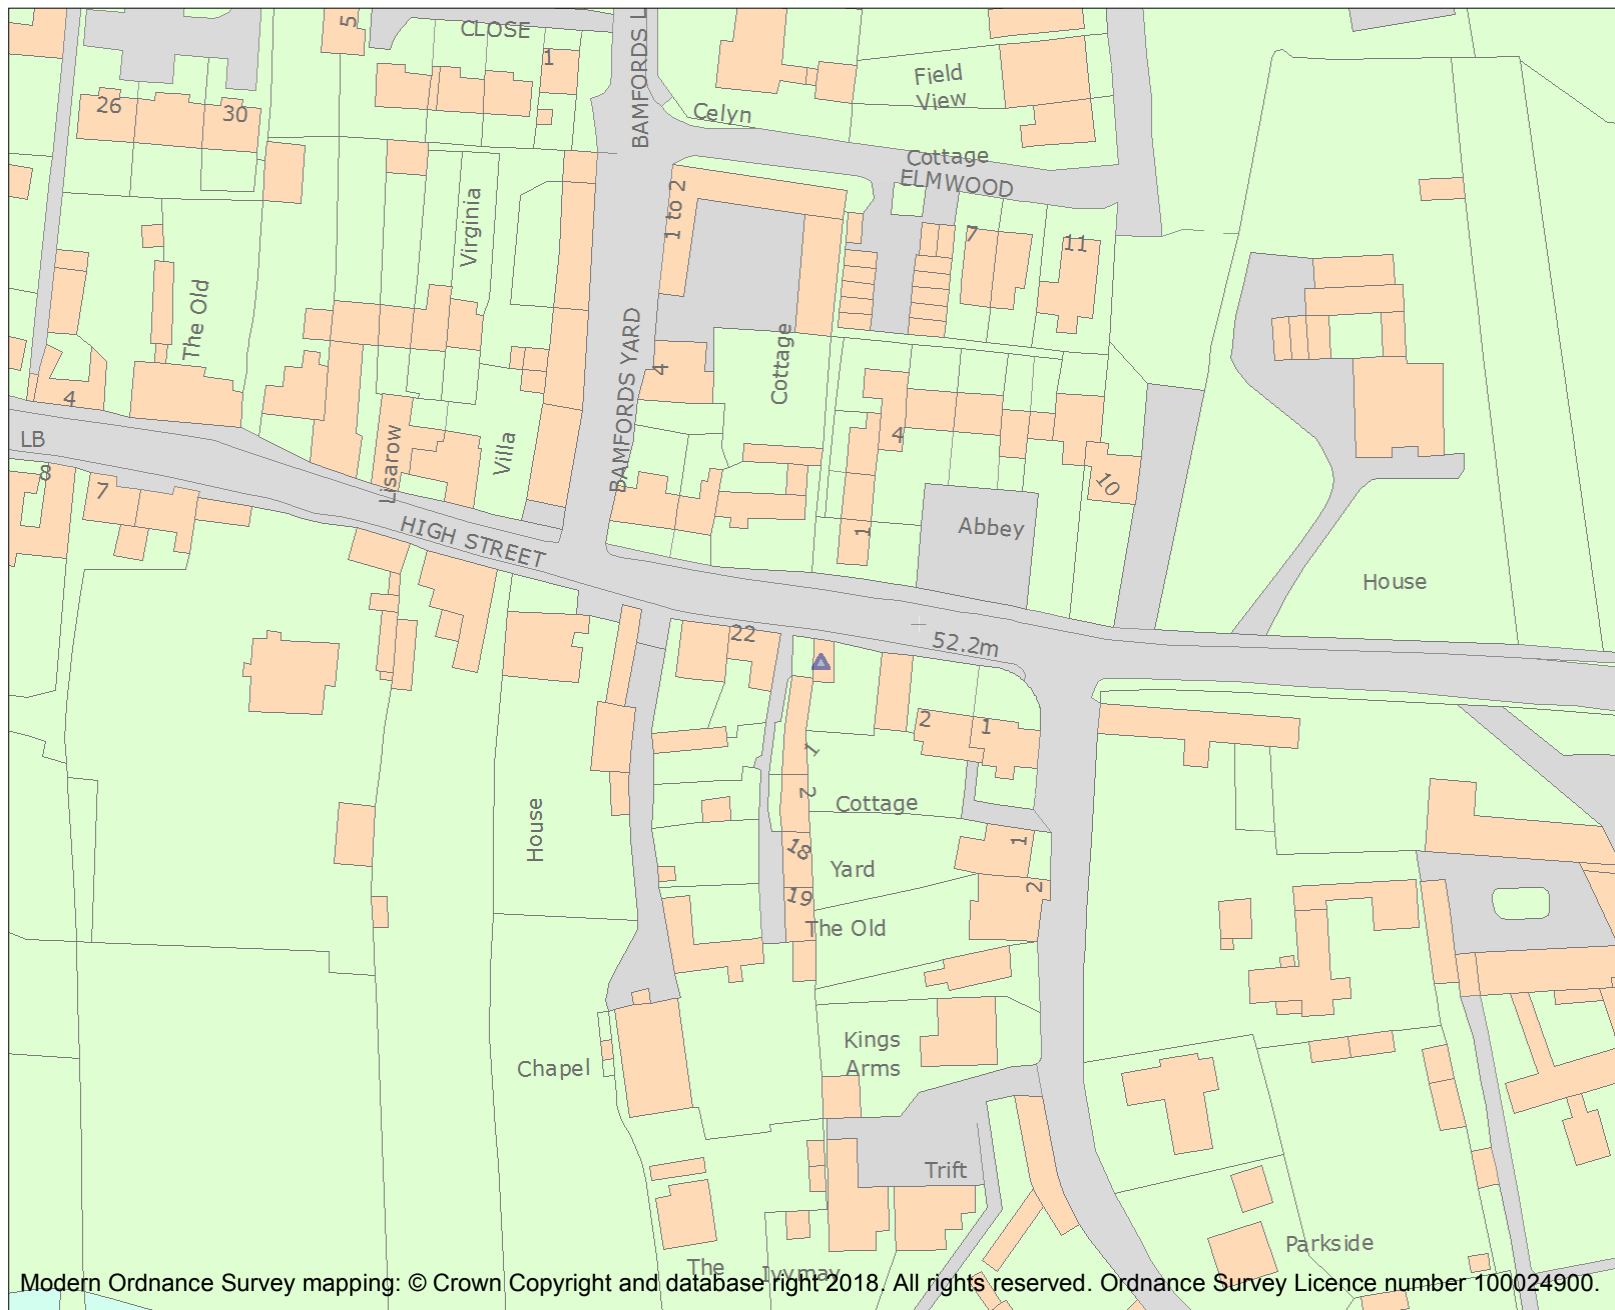 CLOSE
5
1
BAMFORDS L
26
30
Field
View
Celyn
Cottage
ELMWOOD
1 to 2
Virginia
7
11
The Old
BAMFORDS YARD
Cottage
4
4
LB
8
7
Lisarow
Villa
4
10
HIGH STREET
1
Abbey
House
22
52.2m
2
1
1
2
Cottage
House
18
Yard
1
2
19
The Old
Kings
Arms
Chapel
Trift
Parkside
The
Ivymay
Modern Ordnance Survey mapping: © Crown Copyright and database right 2018. All rights reserved. Ordnance Survey Licence number 100024900.